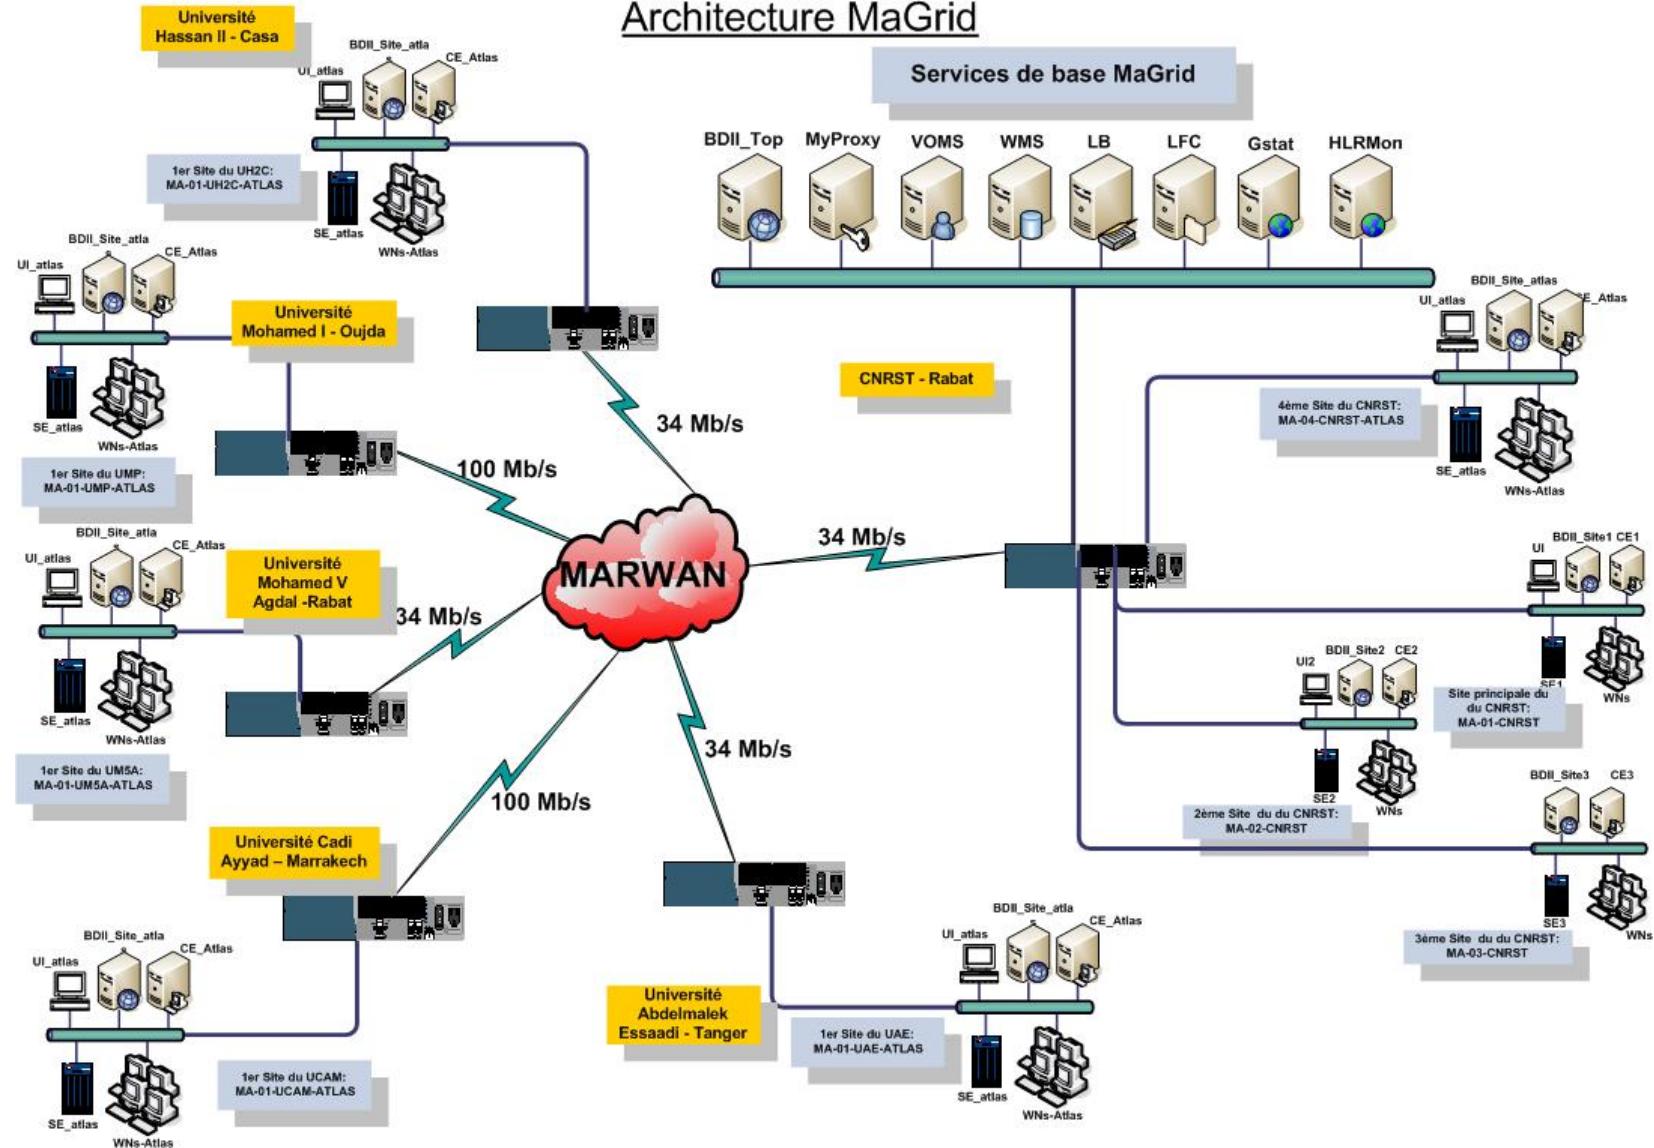 Architecture MaGrid
Université
Hassan II - Casa
BDII_Site_atla
s
CE_Atlas
UI_atlas
1er Site du UH2C:
MA-01-UH2C-ATLAS
SE_atlas
WNs-Atlas
Services de base MaGrid
BDII_Top
MyProxy
VOMS
WMS
LB
LFC
Gstat
HLRMon
BDII_Site_atla
s
CE_Atlas
UI_atlas
Université
Mohamed I - Oujda
SE_atlas
WNs-Atlas
1er Site du UMP:
MA-01-UMP-ATLAS
34 Mb/s
100 Mb/s
CNRST - Rabat
BDII_Site_atlas
UI_atlas
E_Atlas
4ème Site du CNRST:
MA-04-CNRST-ATLAS
SE_atlas
WNs-Atlas
BDII_Site_atla
s
CE_Atlas
UI_atlas
Université
Mohamed V
Agdal -Rabat
34 Mb/s
SE_atlas
WNs-Atlas
1er Site du UM5A:
MA-01-UM5A-ATLAS
MARWAN
34 Mb/s
UI
BDII_Site1
CE1
SE1
WNs
Site principale du
du CNRST:
MA-01-CNRST
UI2
BDII_Site2
CE2
SE2
WNs
2ème Site du du CNRST:
MA-02-CNRST
BDII_Site3
CE3
SE3
WNs
3ème Site du du CNRST:
MA-03-CNRST
34 Mb/s
100 Mb/s
Université Cadi
Ayyad – Marrakech
BDII_Site_atla
s
CE_Atlas
UI_atlas
SE_atlas
WNs-Atlas
1er Site du UCAM:
MA-01-UCAM-ATLAS
Université
Abdelmalek
Essaadi - Tanger
1er Site du UAE:
MA-01-UAE-ATLAS
BDII_Site_atla
s
CE_Atlas
UI_atlas
SE_atlas
WNs-Atlas